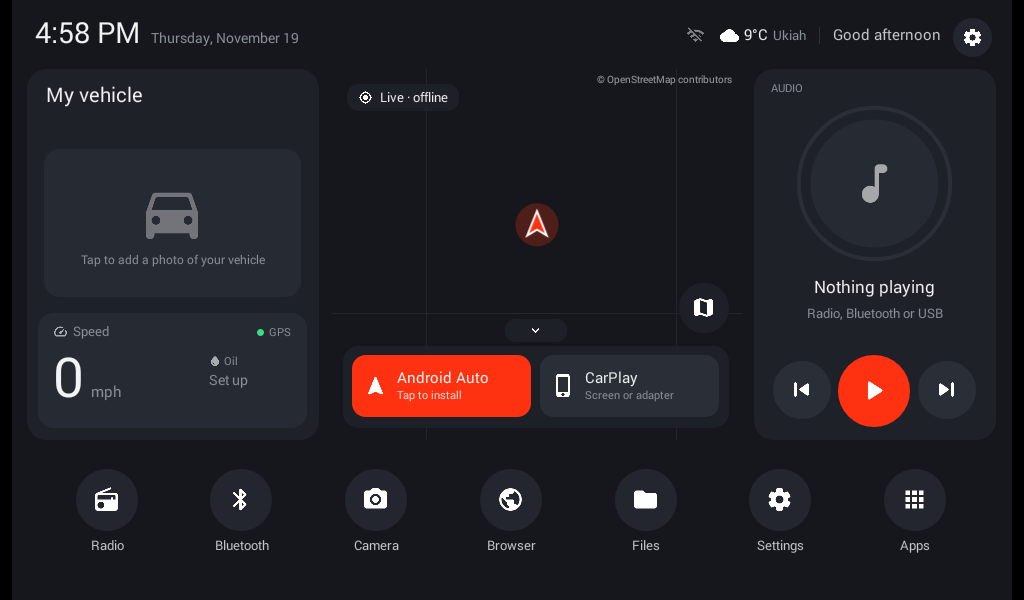 4:58 PM
Thursday, November 19
9°C Ukiah
Good afternoon
My vehicle
Tap to add a photo of your vehicle
Speed
GPS
0 mph
Oil
Set up
Live · offline
© OpenStreetMap contributors
Android Auto
Tap to install
CarPlay
Screen or adapter
AUDIO
Nothing playing
Radio, Bluetooth or USB
Radio
Bluetooth
Camera
Browser
Files
Settings
Apps